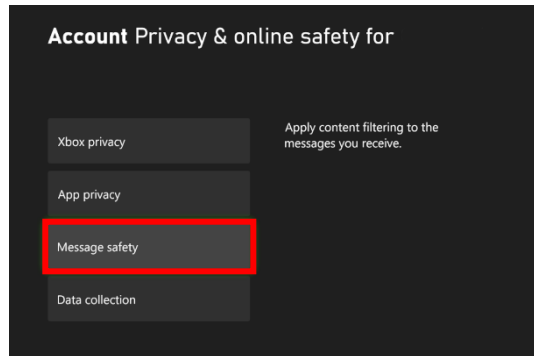 Account Privacy & online safety for
Xbox privacy
Apply content filtering to the
messages you receive.
App privacy
Message safety
Data collection